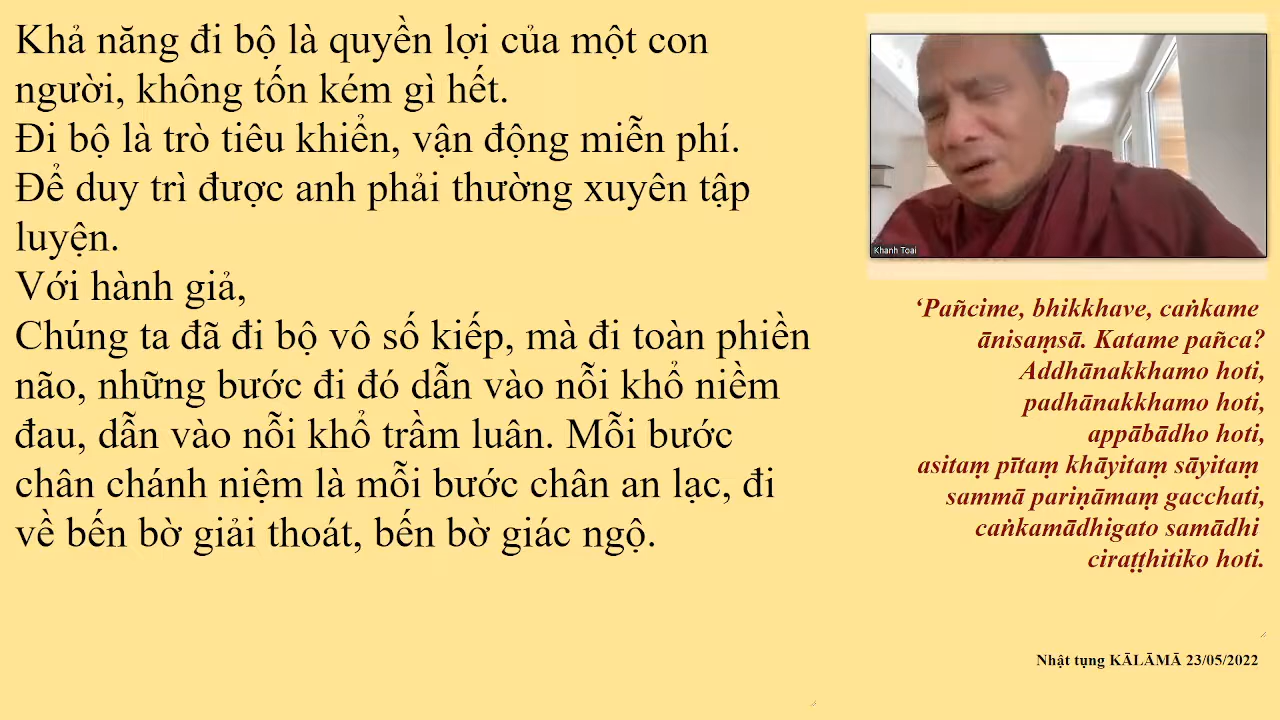 Khả năng đi bộ là quyền lợi của một con
người, không tốn kém gì hết.
Đi bộ là trò tiêu khiển, vận động miễn phí.
Để duy trì được anh phải thường xuyên tập
luyện.
Với hành giả,
Chúng ta đã đi bộ vô số kiếp, mà đi toàn phiền
não, những bước đi đó dẫn vào nỗi khổ niềm
đau, dẫn vào nỗi khổ trầm luân. Mỗi bước
chân chánh niệm là mỗi bước chân an lạc, đi
về bến bờ giải thoát, bến bờ giác ngộ.
Khanh Toai
‘Pañcime, bhikkhave, caṅkame
ānisaṃsā. Katame pañca?
Addhānakkhamo hoti,
padhānakkhamo hoti,
appābādho hoti,
asitaṃ pītaṃ khāyitaṃ sāyitaṃ
sammā pariṇāmaṃ gacchati,
caṅkamādhigato samādhi
ciraṭṭhitiko hoti.
Nhật tụng KĀLĀMĀ 23/05/2022